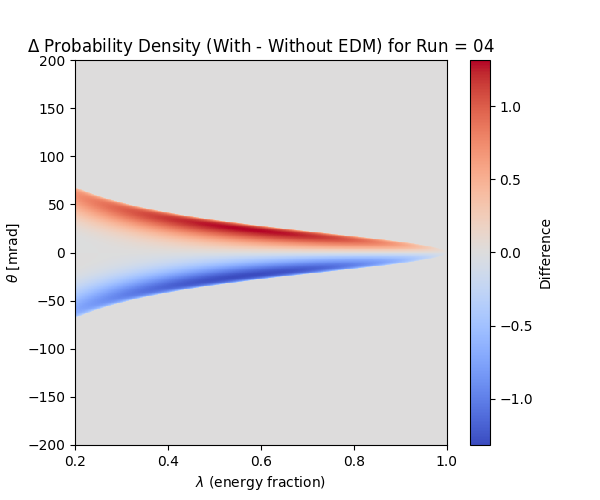 Δ Probability Density (With - Without EDM) for Run = 04
200
150
100
50
0
−50
−100
−150
−200
θ [mrad]
0.2 0.4 0.6 0.8 1.0
λ (energy fraction)
1.0
0.5
0.0
−0.5
−1.0
Difference